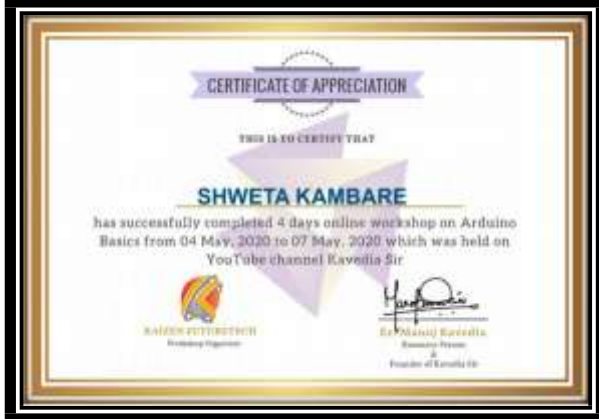 CERTIFICATE OF APPRECIATION
THIS IS TO CERTIFY THAT
SHWETA KAMBARE
has successfully completed 4 days online workshop on Arduino
Basics from 04 May, 2020 to 07 May, 2020 which was held on
YouTube channel Kavedia Sir
KAIZEN FUTURETECH
Workshop Organizer
Er. Manoj Kavedia
Resource Person
&
Founder of Kavedia Sir